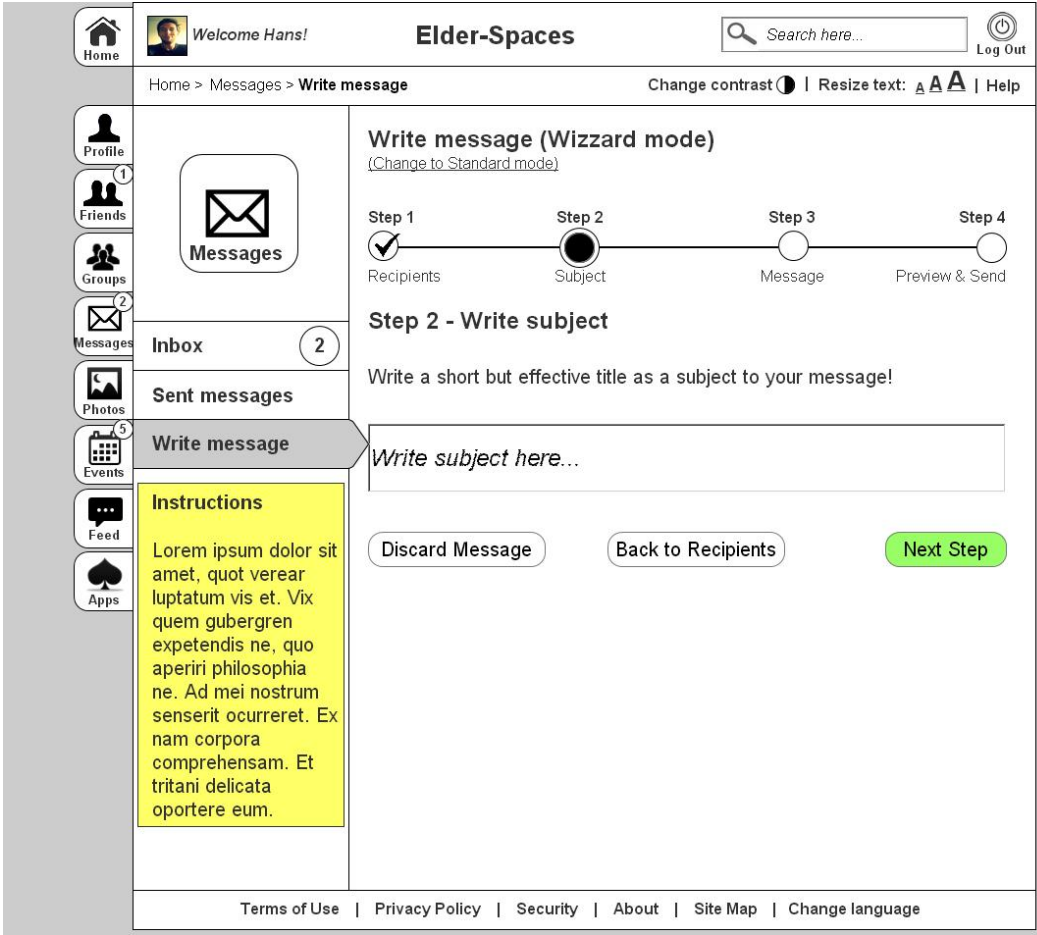 Home
Welcome Hans!
Elder-Spaces
Search here...
Log Out
Home > Messages > Write message
Change contrast | Resize text: A A A | Help
Profile
1
Friends
Groups
2
Messages
Photos
5
Events
Feed
Apps
Messages
Inbox 2
Sent messages
Write message
Instructions
Lorem ipsum dolor sit
amet, quot verear
luptatum vis et. Vix
quem gubergren
expetendis ne, quo
aperiri philosophia
ne. Ad mei nostrum
senserit ocurreret. Ex
nam corpora
comprehensam. Et
tritani delicata
oportere eum.
Write message (Wizzard mode)
(Change to Standard mode)
Step 1 Step 2 Step 3 Step 4
Recipients Subject Message Preview & Send
Step 2 - Write subject
Write a short but effective title as a subject to your message!
Write subject here...
Discard Message Back to Recipients Next Step
Terms of Use | Privacy Policy | Security | About | Site Map | Change language